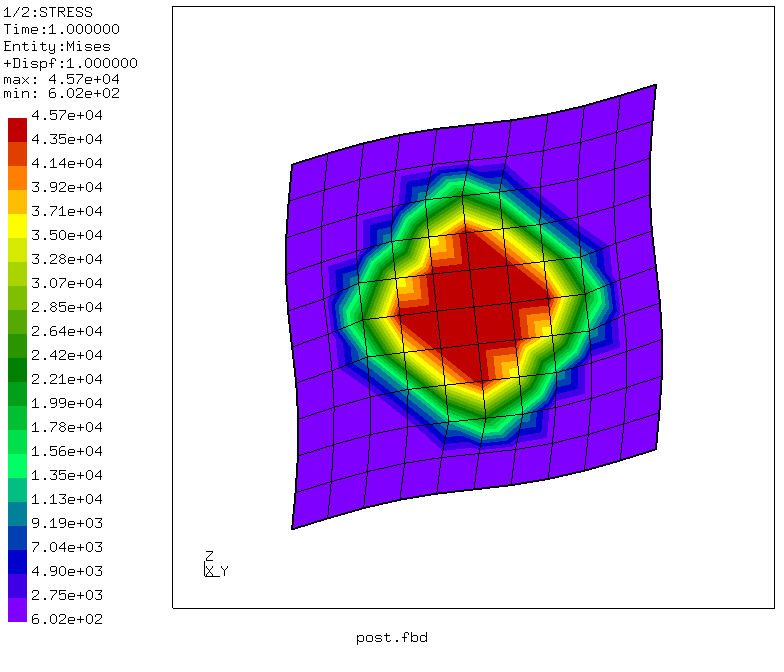 1/2:STRESS
Time:1.000000
Entity:Mises
+Dispf:1.000000
max: 4.57e+04
min: 6.02e+02
4.57e+04
4.35e+04
4.14e+04
3.92e+04
3.71e+04
3.50e+04
3.28e+04
3.07e+04
2.85e+04
2.64e+04
2.42e+04
2.21e+04
1.99e+04
1.78e+04
1.56e+04
1.35e+04
1.13e+04
9.19e+03
7.04e+03
4.90e+03
2.75e+03
6.02e+02
Z
X Y
post.fbd